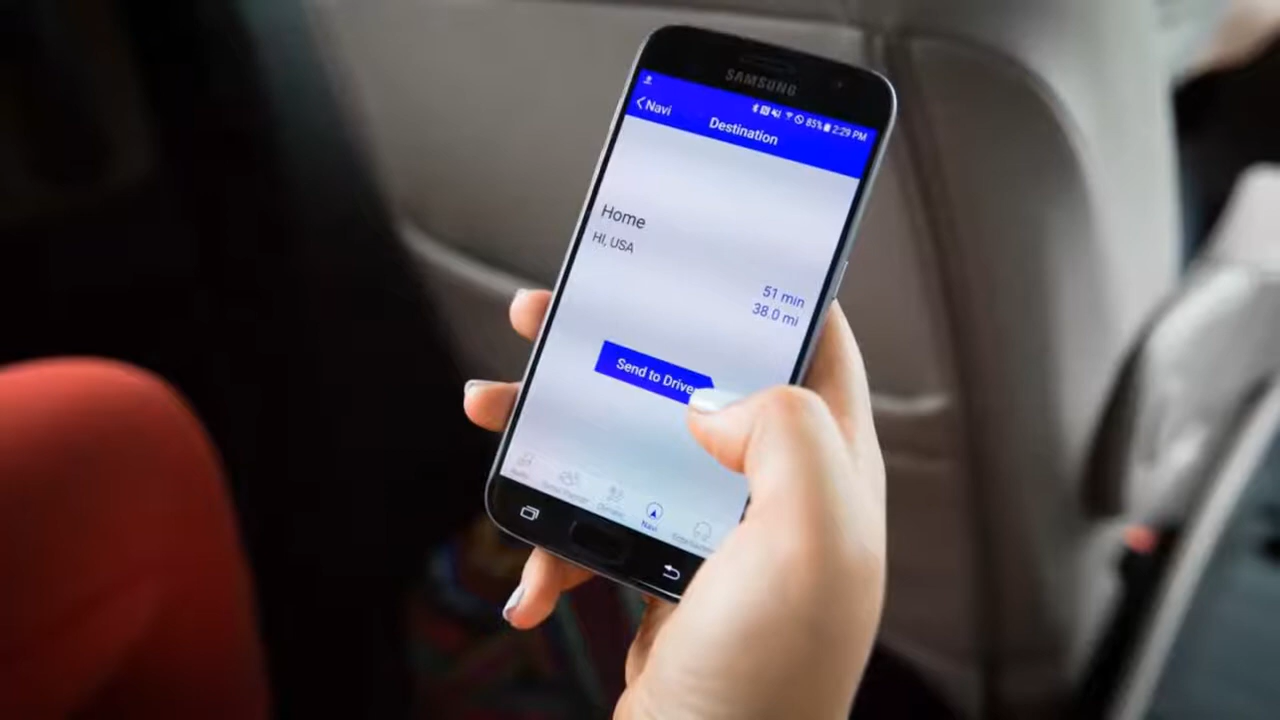 SAMSUNG
85% 2:29 PM
Navi
Destination
Home
HI, USA
51 min
38.0 mi
Send to Driver
Navi